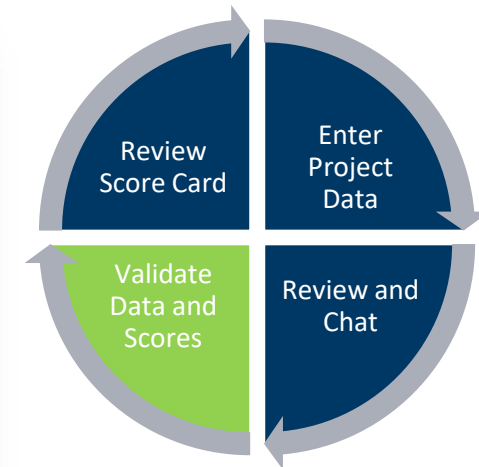 Review
Score Card
Enter
Project
Data
Validate
Data and
Scores
Review and
Chat